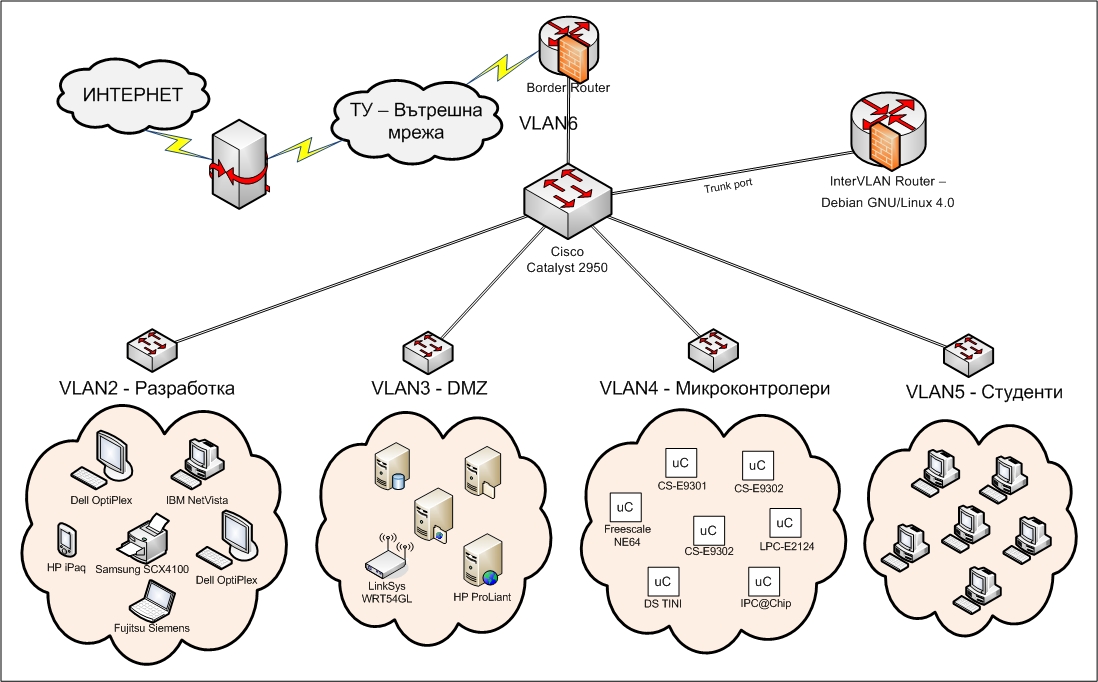 ИНТЕРНЕТ
ТУ – Вътрешна
мрежа
Border Router
VLAN6
InterVLAN Router –
Debian GNU/Linux 4.0
Trunk port
Cisco
Catalyst 2950
VLAN2 - Разработка
VLAN3 - DMZ
VLAN4 - Микроконтролери
VLAN5 - Студенти
Dell OptiPlex
IBM NetVista
HP iPaq
Samsung SCX4100
Dell OptiPlex
Fujitsu Siemens
LinkSys
WRT54GL
HP ProLiant
uC
CS-E9301
uC
CS-E9302
uC
Freescale
NE64
uC
CS-E9302
uC
LPC-E2124
uC
DS TINI
uC
IPC@Chip